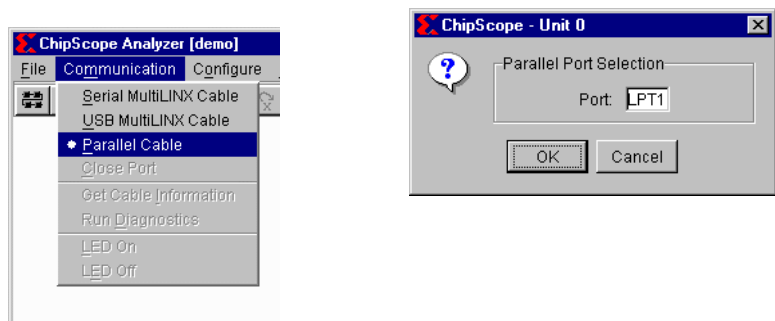 ChipScope Analyzer [demo]
File Communication Configure
Serial MultiLINX Cable
USB MultiLINX Cable
Parallel Cable
Close Port
Get Cable Information
Run Diagnostics
LED On
LED Off
ChipScope - Unit 0
Parallel Port Selection
Port: LPT1
OK Cancel